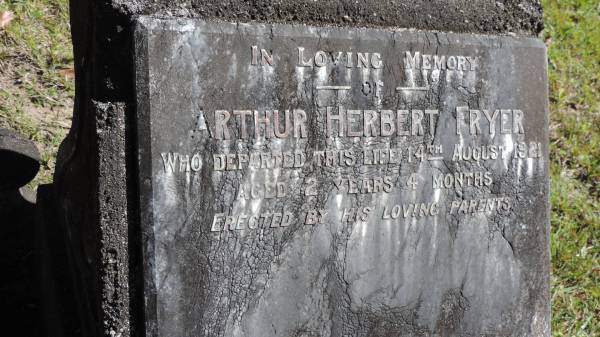 IN LOVING MEMORY
OF
ARTHUR HERBERT FRYER
WHO DEPARTED THIS LIFE 14TH AUGUST 1921
AGED 2 YEARS 4 MONTHS
ERECTED BY HIS LOVING PARENTS